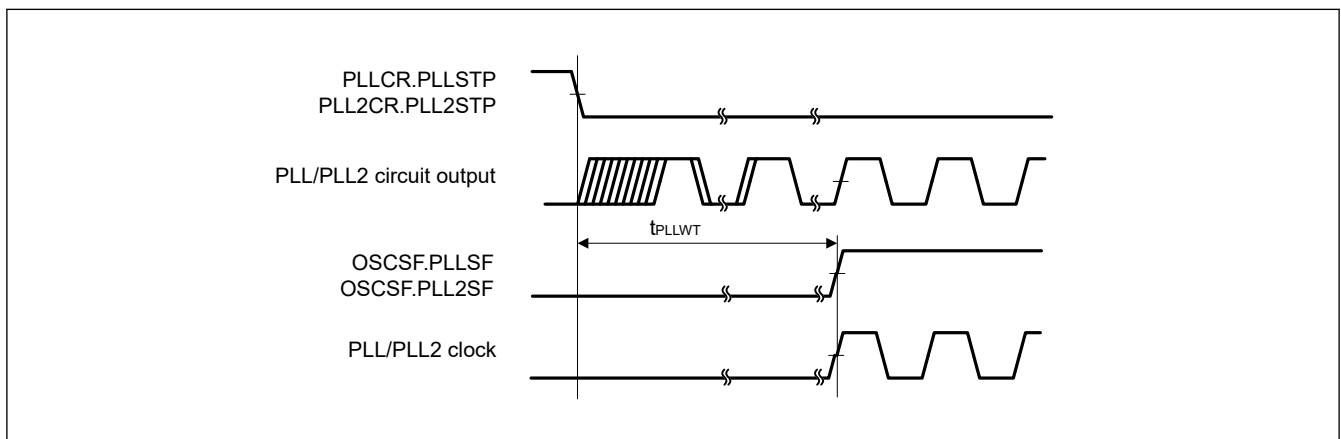 PLLCR.PLLSTP
PLL2CR.PLL2STP
PLL/PLL2 circuit output
tPLLWT
OSCSF.PLLSF
OSCSF.PLL2SF
PLL/PLL2 clock